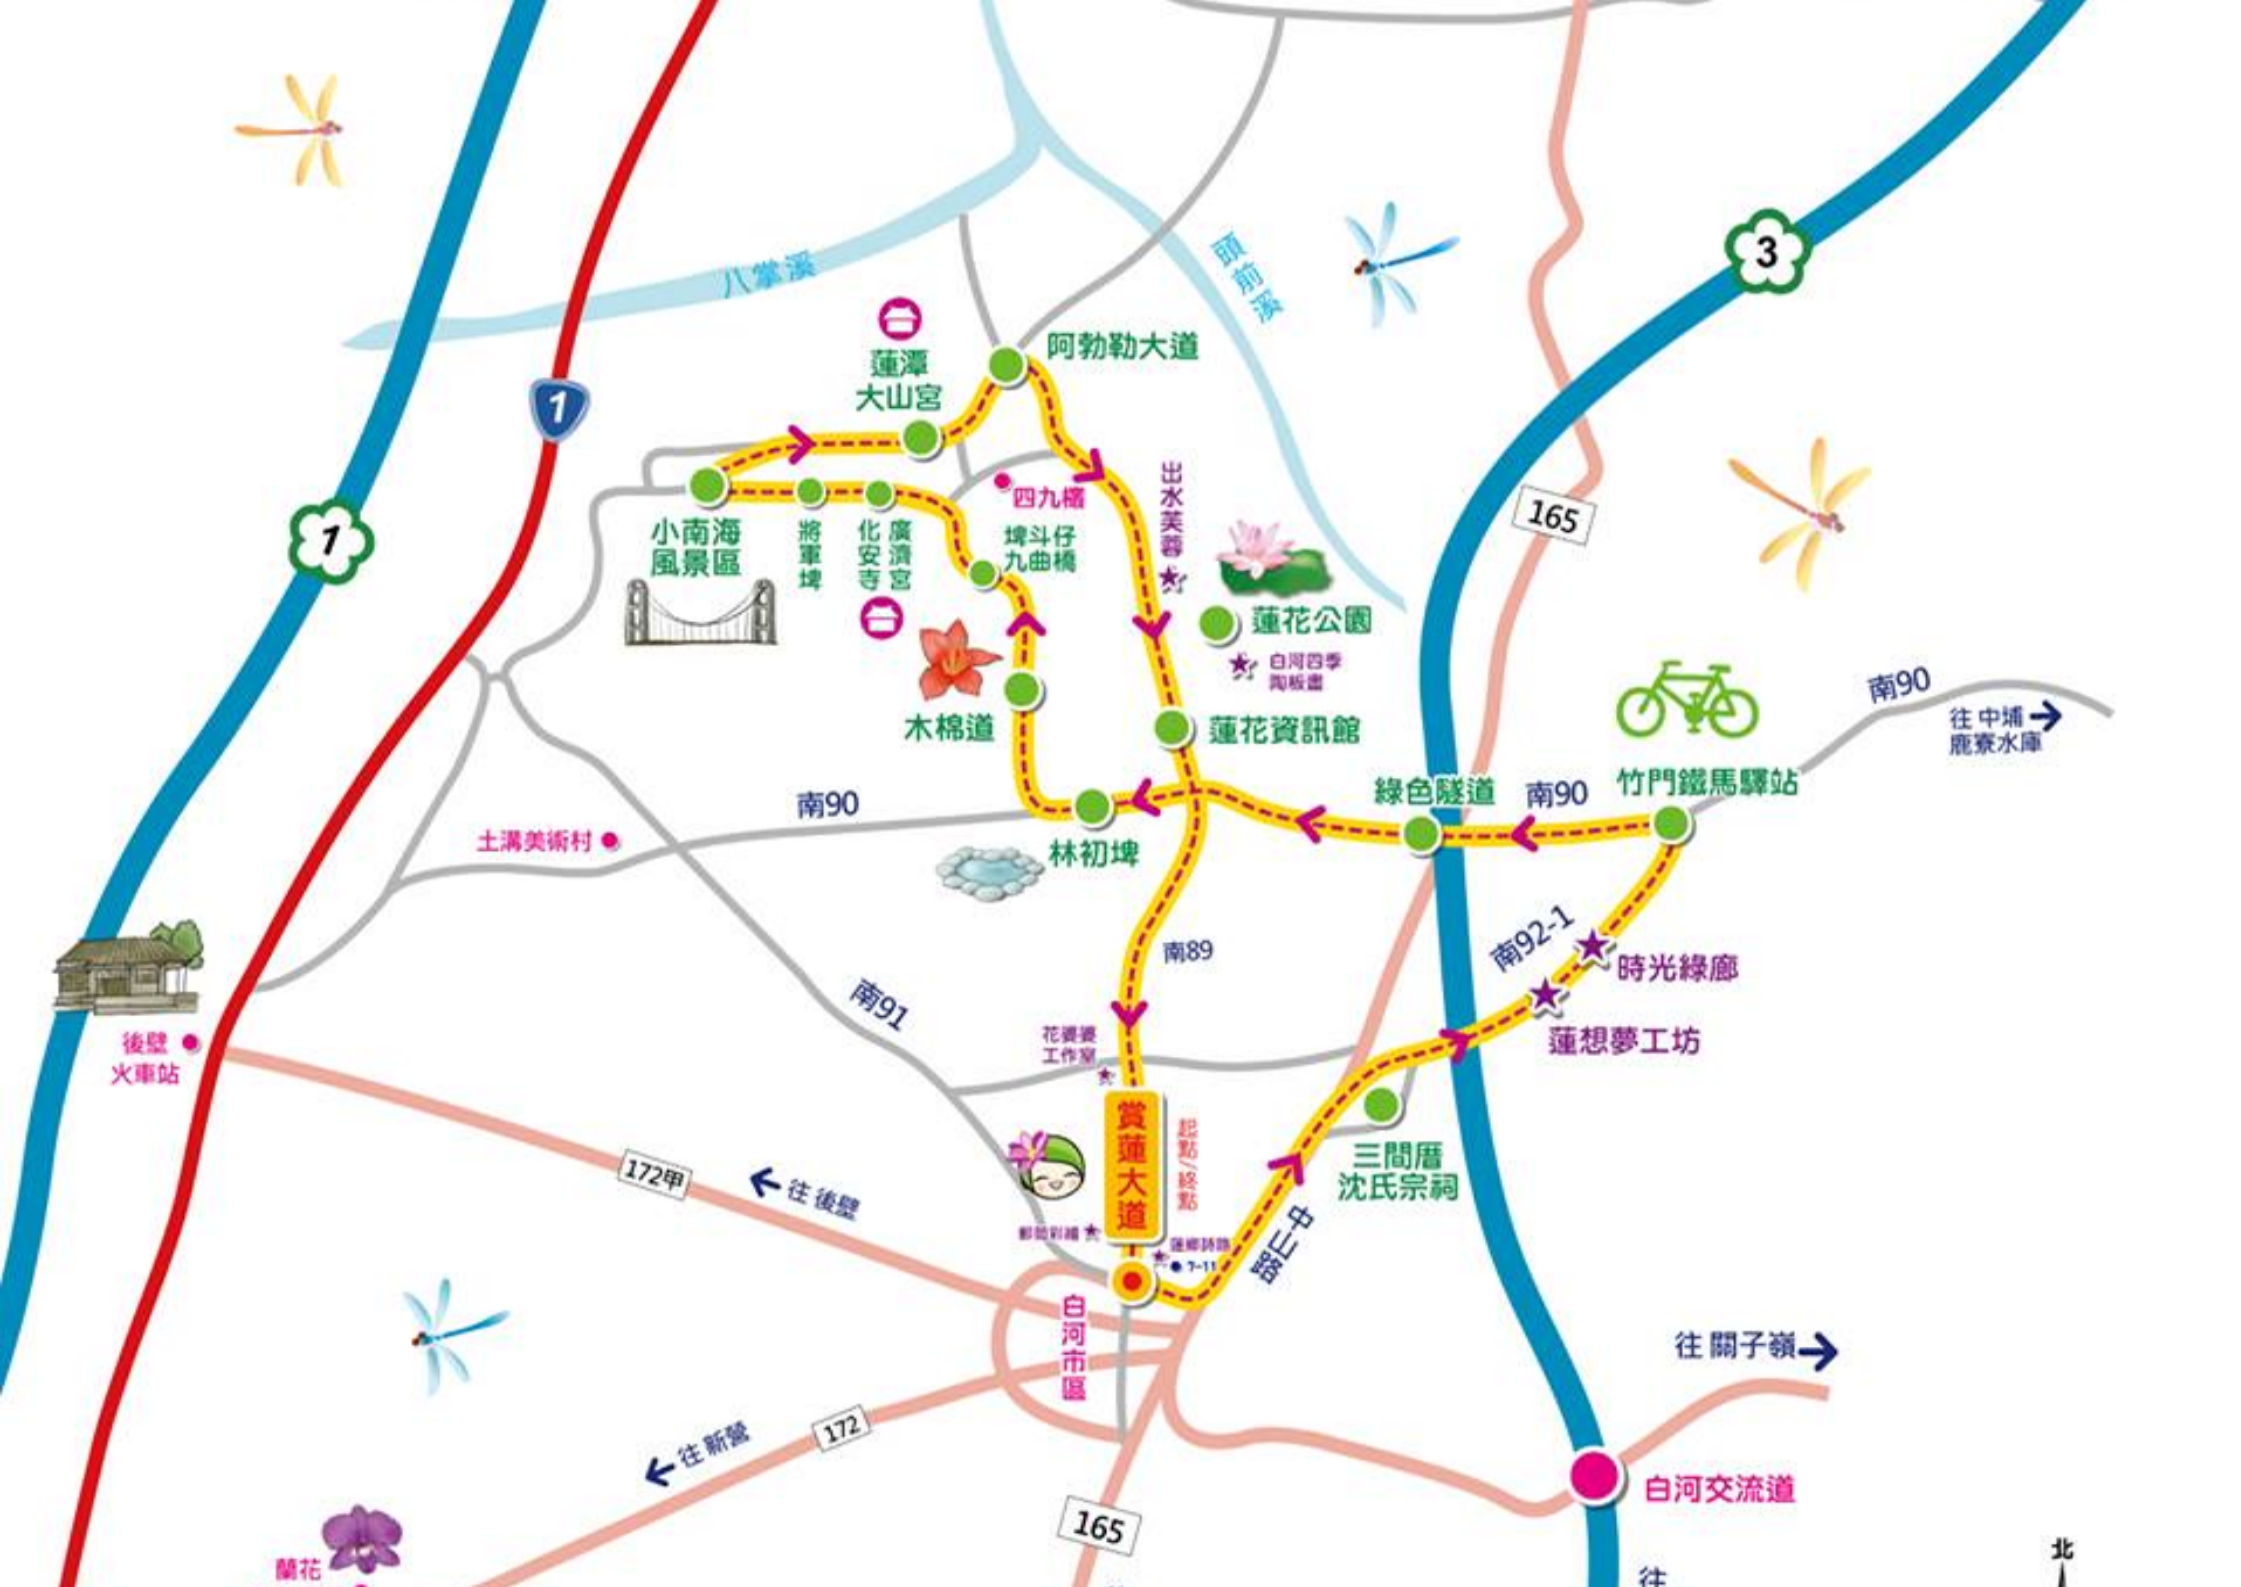 八掌溪
頭前溪
3
1
1
165
蓮潭
大山宮
阿勃勒大道
四九櫃
小南海
風景區
將軍埤
化安寺
廣濟宮
埤斗仔
九曲橋
出水芙蓉
蓮花公園
白河四季
陶板畫
木棉道
蓮花資訊館
南90
往 中埔
鹿寮水庫
竹門鐵馬驛站
綠色隧道
南90
南90
土溝美術村
林初埤
南89
南92-1
時光綠廊
蓮想夢工坊
南91
後壁
火車站
花婆婆
工作室
賞蓮大道
起點/終點
三間厝
沈氏宗祠
172甲
往 後壁
中山路
蓮鄉詩路
7-11
白河市區
往 關子嶺
172
往 新營
白河交流道
165
蘭花
北
往